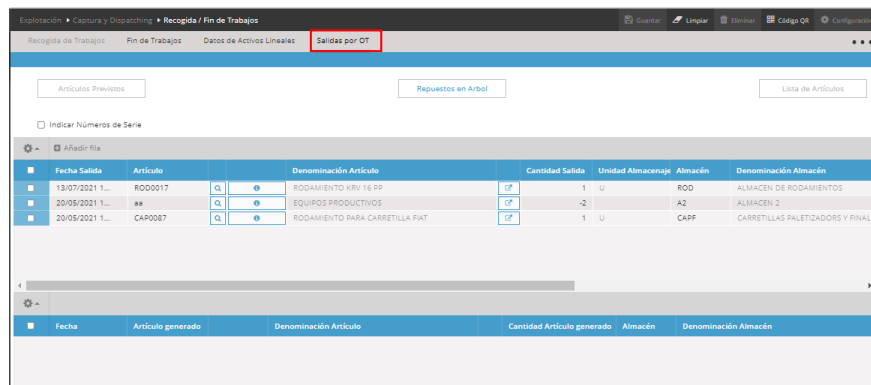 Explotación ▸ Captura y Dispatching ▸ Recogida / Fin de Trabajos Guardar Limpiar Eliminar Código QR Configuración
Recogida de Trabajos Fin de Trabajos Datos de Activos Lineales Salidas por OT
Artículos Previstos Repuestos en Arbol Lista de Artículos
Indicar Números de Serie
Añadir fila
Fecha Salida Artículo Denominación Artículo Cantidad Salida Unidad Almacenaje Almacén Denominación Almacén
13/07/2021 1... ROD0017 RODAMIENTO KRV 16 PP 1 U ROD ALMACEN DE RODAMIENTOS
20/05/2021 1... aa EQUIPOS PRODUCTIVOS -2 A2 ALMACEN 2
20/05/2021 1... CAP0087 RODAMIENTO PARA CARRETILLA FIAT 1 U CAPF CARRETILLAS PALETIZADORS Y FINAL
Fecha Artículo generado Denominación Artículo Cantidad Artículo generado Almacén Denominación Almacén